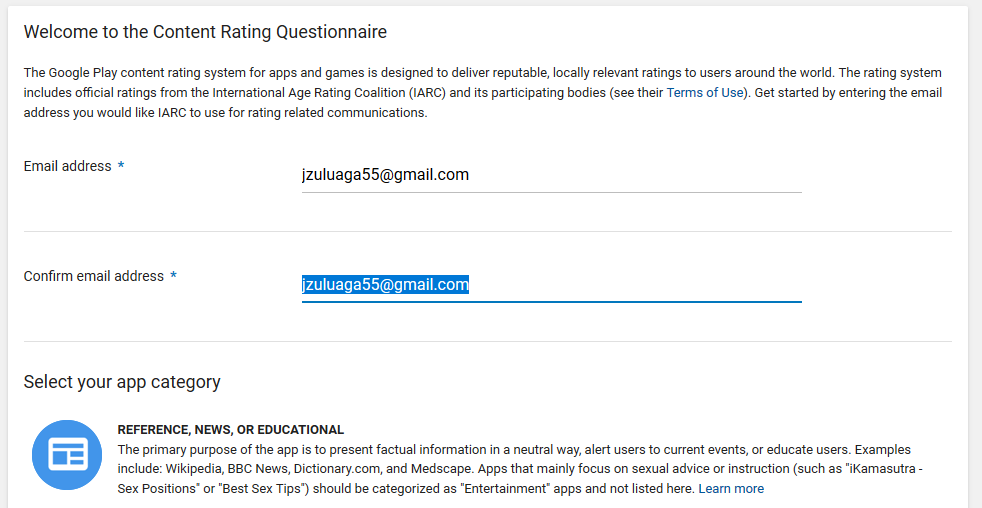 Welcome to the Content Rating Questionnaire
The Google Play content rating system for apps and games is designed to deliver reputable, locally relevant ratings to users around the world. The rating system
includes official ratings from the International Age Rating Coalition (IARC) and its participating bodies (see their Terms of Use). Get started by entering the email
address you would like IARC to use for rating related communications.
Email address *
jzuluaga55@gmail.com
Confirm email address *
jzuluaga55@gmail.com
Select your app category
REFERENCE, NEWS, OR EDUCATIONAL
The primary purpose of the app is to present factual information in a neutral way, alert users to current events, or educate users. Examples
include: Wikipedia, BBC News, Dictionary.com, and Medscape. Apps that mainly focus on sexual advice or instruction (such as "iKamasutra -
Sex Positions" or "Best Sex Tips") should be categorized as "Entertainment" apps and not listed here. Learn more